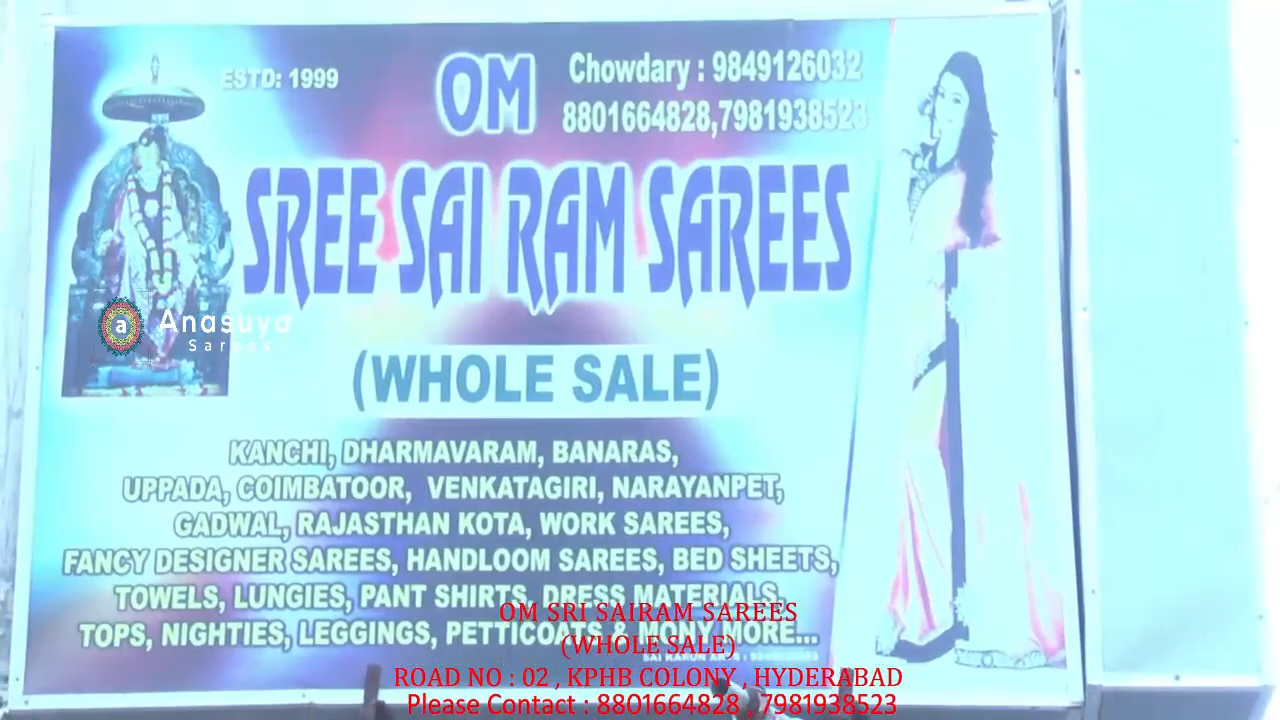 ESTD: 1999
OM
Chowdary : 9849126032
8801664828,7981938523
SREE SAI RAM SAREES
a
Anasuya
Sarees
(WHOLE SALE)
KANCHI, DHARMAVARAM, BANARAS,
UPPADA, COIMBATOOR, VENKATAGIRI, NARAYANPET,
GADWAL, RAJASTHAN KOTA, WORK SAREES,
FANCY DESIGNER SAREES, HANDLOOM SAREES, BED SHEETS,
TOWELS, LUNGIES, PANT SHIRTS, DRESS MATERIALS,
TOPS, NIGHTIES, LEGGINGS, PETTICOATS MORE...
OM SRI SAIRAM SAREES
(WHOLE SALE)
ROAD NO : 02 , KPHB COLONY , HYDERABAD
Please Contact : 8801664828 , 7981938523